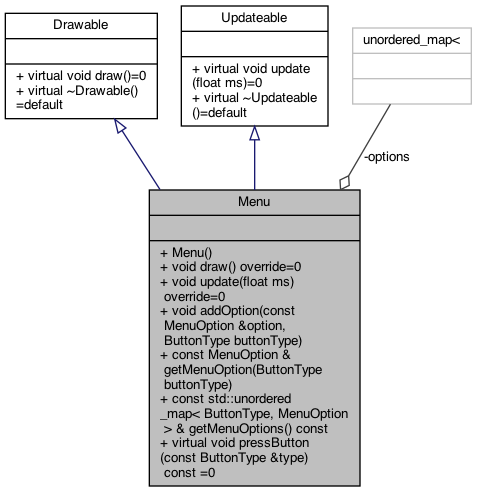 Drawable
+ virtual void draw()=0
+ virtual ~Drawable()
=default
Updateable
+ virtual void update
(float ms)=0
+ virtual ~Updateable
()=default
unordered_map<
-options
Menu
+ Menu()
+ void draw() override=0
+ void update(float ms)
override=0
+ void addOption(const
MenuOption &option,
ButtonType buttonType)
+ const MenuOption &
getMenuOption(ButtonType
buttonType)
+ const std::unordered
_map< ButtonType, MenuOption
> & getMenuOptions() const
+ virtual void pressButton
(const ButtonType &type)
const =0